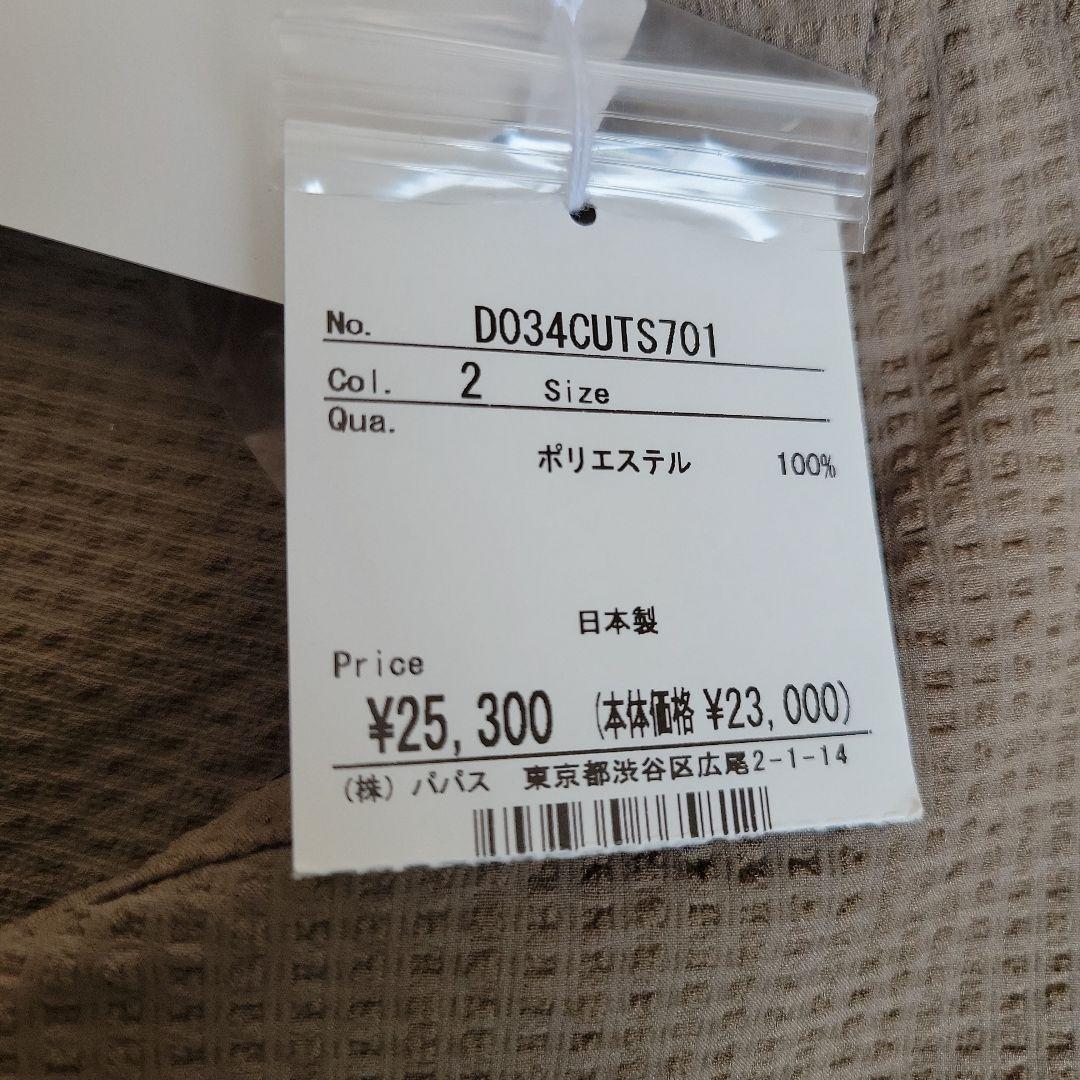 No. D034CUTS701
Col. 2 Size
Qua.
ポリエステル 100%
日本製
Price
¥25,300 (本体価格 ¥23,000)
(株) パパス 東京都渋谷区広尾2-1-14